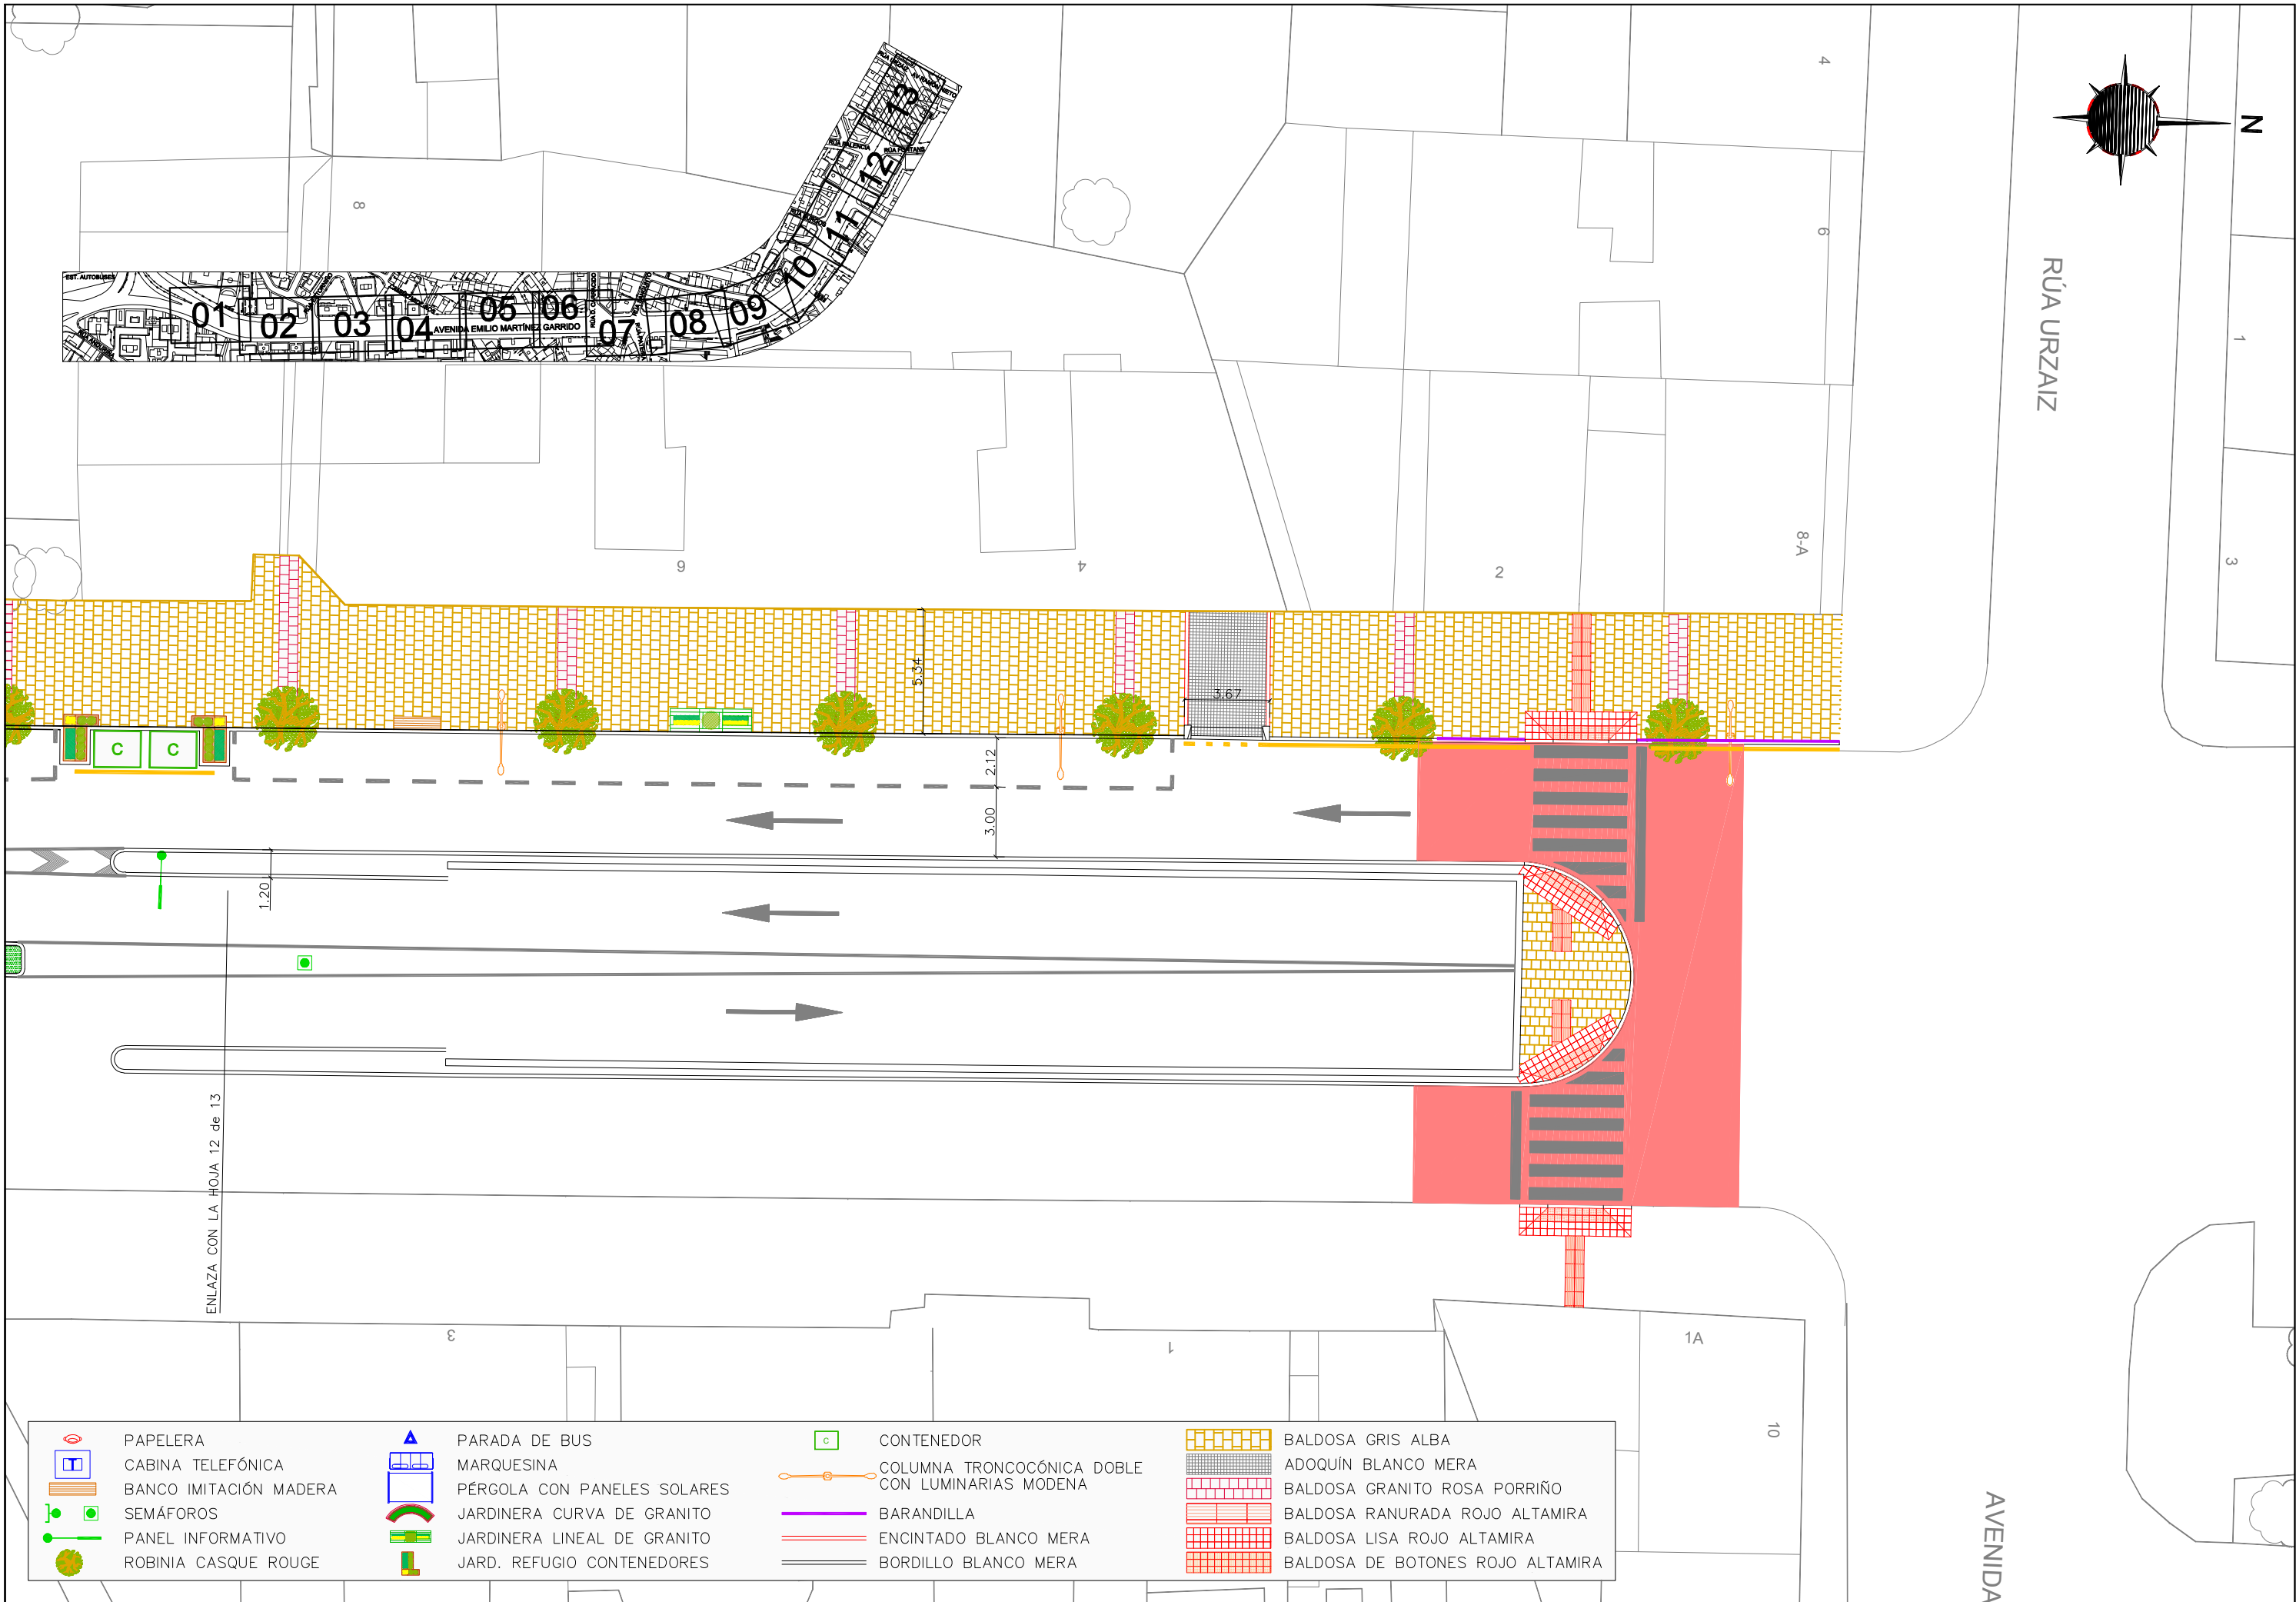 N
4
6
8-A
2
4
6
8
1
3
RÚA URZAIZ
EST. AUTOBUSES
01
02
03
04
05
06
07
08
09
10
11
12
13
AVENIDA EMILIO MARTÍNEZ GARRIDO
RÚA PALENCIA
RÚA BURGOS
5.34
3.67
2.12
3.00
1.20
C
C
ENLAZA CON LA HOJA 12 de 13
3
1
1A
10
AVENIDA
PAPELERA
CABINA TELEFÓNICA
BANCO IMITACIÓN MADERA
SEMÁFOROS
PANEL INFORMATIVO
ROBINIA CASQUE ROUGE
PARADA DE BUS
MARQUESINA
PÉRGOLA CON PANELES SOLARES
JARDINERA CURVA DE GRANITO
JARDINERA LINEAL DE GRANITO
JARD. REFUGIO CONTENEDORES
C
CONTENEDOR
COLUMNA TRONCOCÓNICA DOBLE
CON LUMINARIAS MODENA
BARANDILLA
ENCINTADO BLANCO MERA
BORDILLO BLANCO MERA
BALDOSA GRIS ALBA
ADOQUÍN BLANCO MERA
BALDOSA GRANITO ROSA PORRIÑO
BALDOSA RANURADA ROJO ALTAMIRA
BALDOSA LISA ROJO ALTAMIRA
BALDOSA DE BOTONES ROJO ALTAMIRA
T